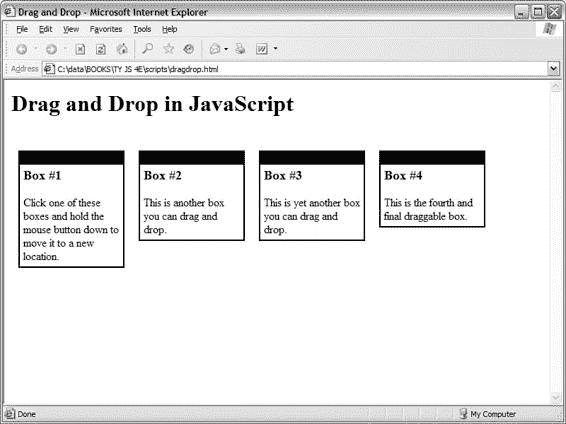 Drag and Drop - Microsoft Internet Explorer
File Edit View Favorites Tools Help
Address C:\data\BOOKS\TY JS 4E\scripts\dragdrop.html
Drag and Drop in JavaScript
Box #1
Click one of these
boxes and hold the
mouse button down to
move it to a new
location.
Box #2
This is another box
you can drag and
drop.
Box #3
This is yet another box
you can drag and
drop.
Box #4
This is the fourth and
final draggable box.
Done
My Computer